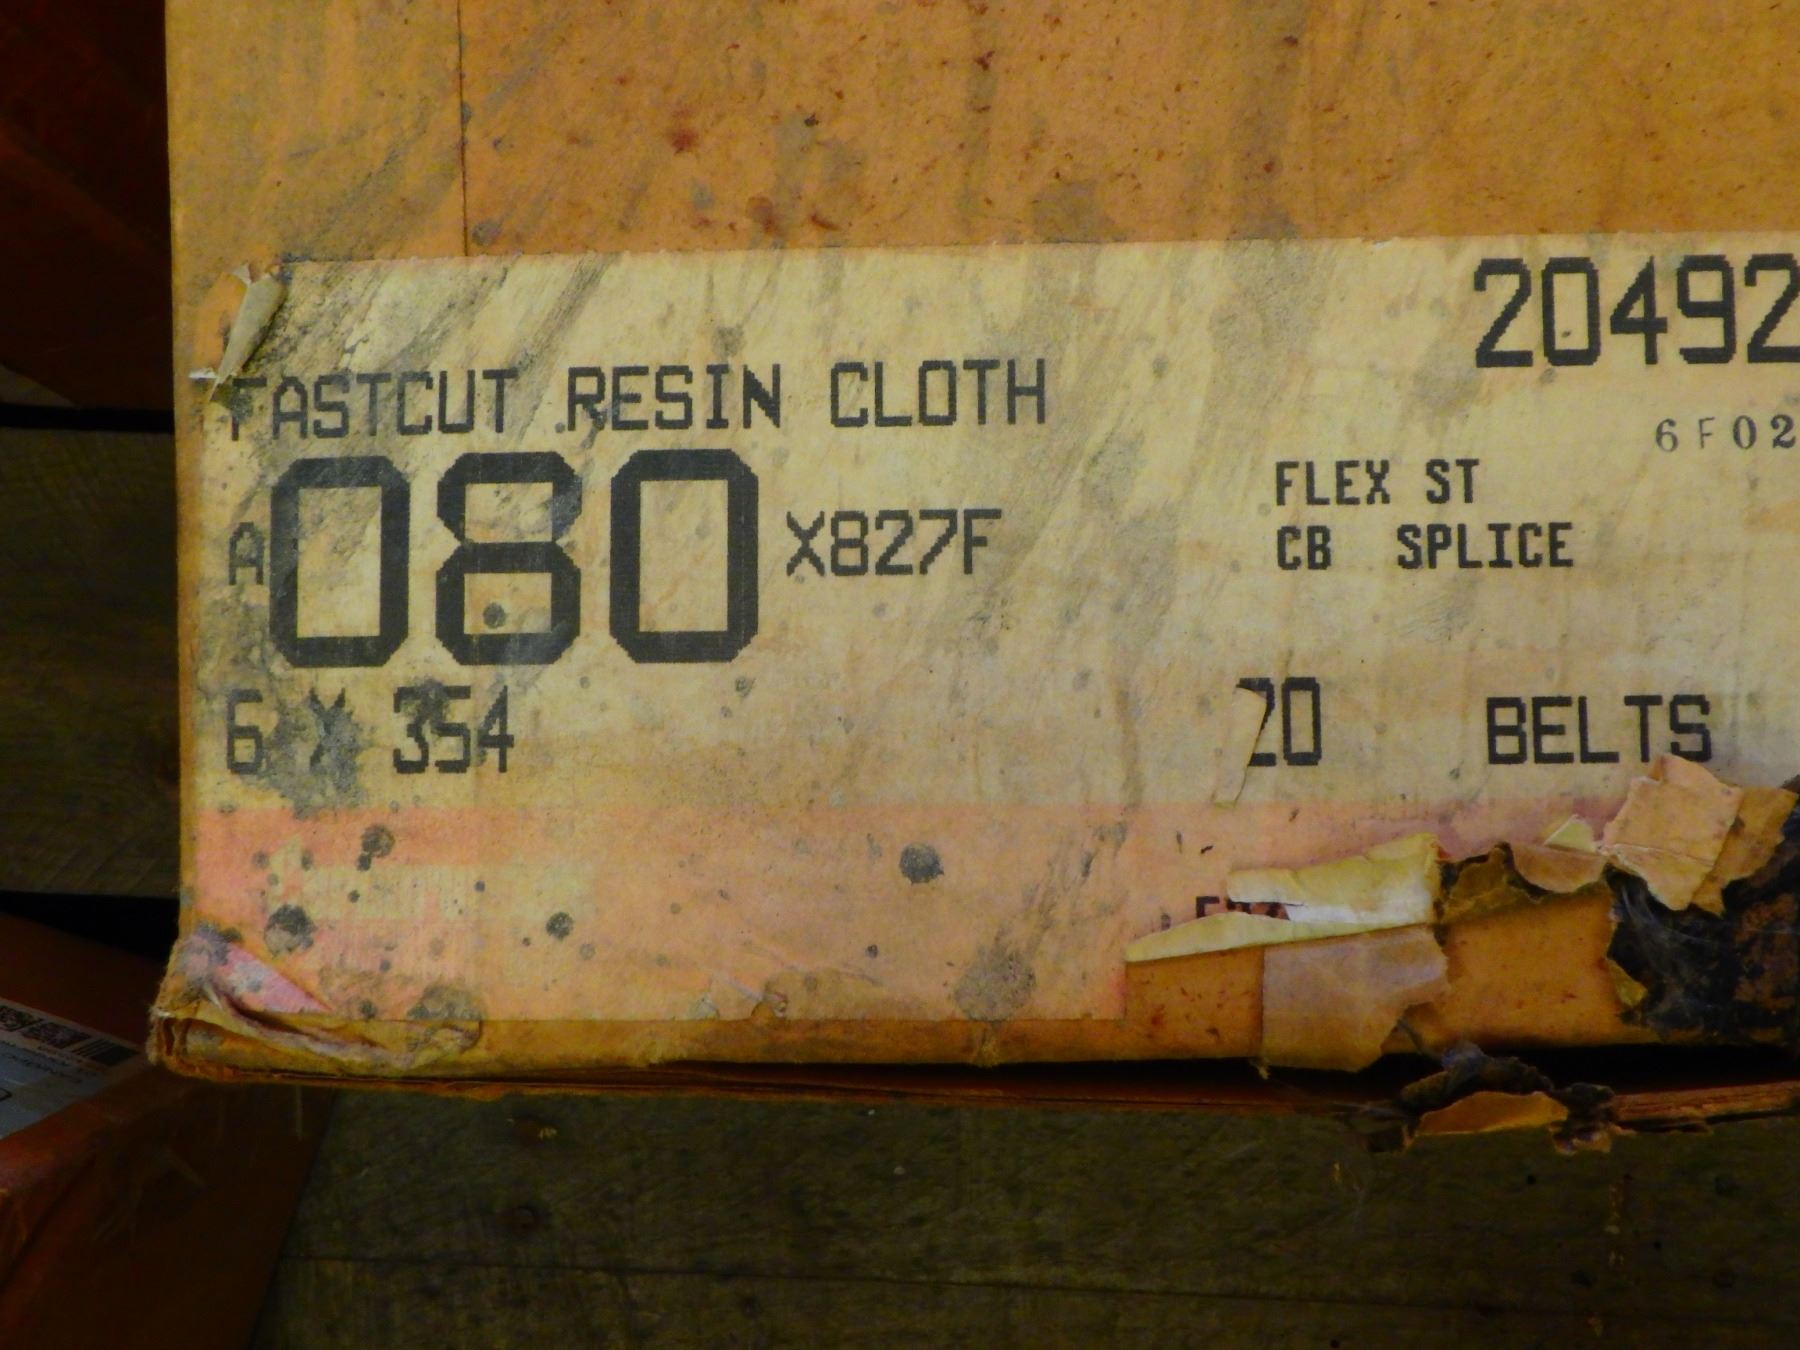 20492
FASTCUT RESIN CLOTH
6F02
A080 X827F
FLEX ST
CB SPLICE
6 X 354
20 BELTS